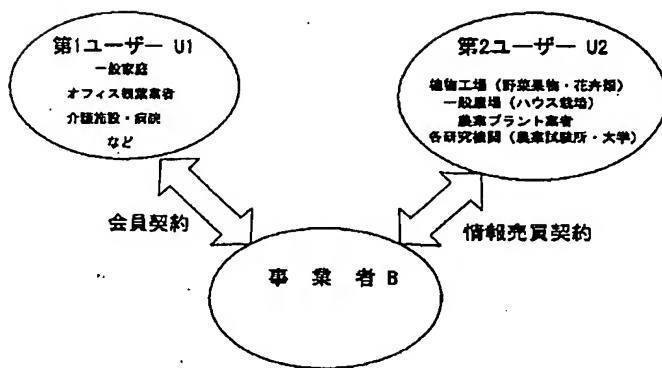 第1ユーザー U1
一般家庭
オフィス観葉業者
介護施設・病院
など
第2ユーザー U2
植物工場（野菜果物・花卉類）
一般農場（ハウス栽培）
農業プラント業者
各研究機関（農業試験所・大学）
会員契約
情報売買契約
事 業 者 B